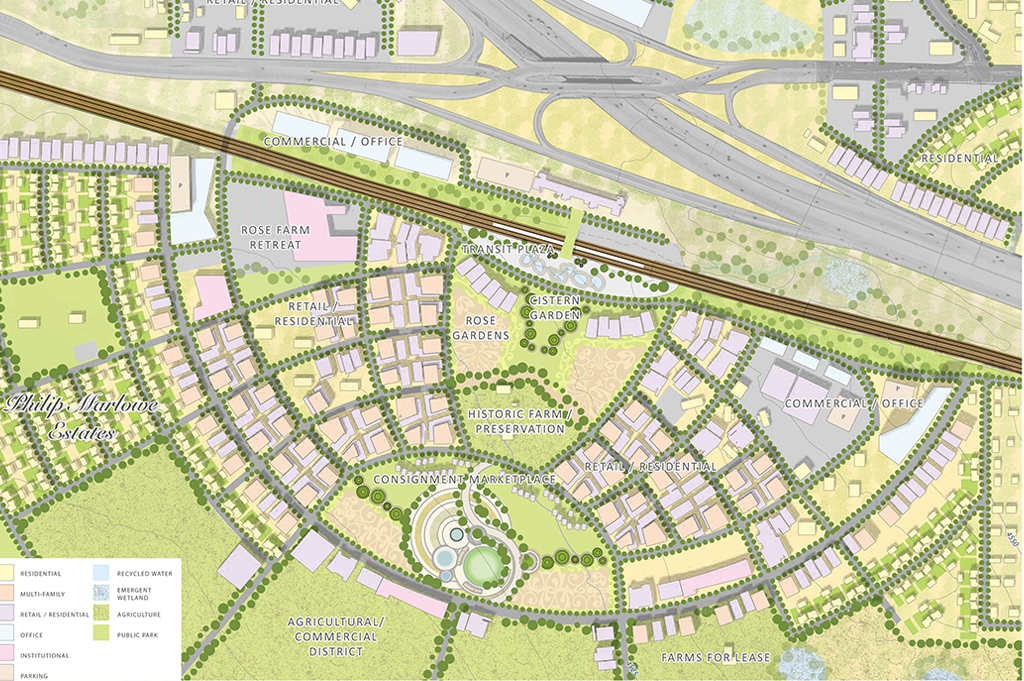 RETAIL / RESIDENTIAL
COMMERCIAL / OFFICE
RESIDENTIAL
ROSE FARM
RETREAT
TRANSIT PLAZA
RETAIL /
RESIDENTIAL
CISTERN
GARDEN
ROSE
GARDENS
Philip Marlowe
Estates
COMMERCIAL / OFFICE
HISTORIC FARM /
PRESERVATION
RETAIL / RESIDENTIAL
CONSIGNMENT MARKETPLACE
AGRICULTURAL/
COMMERCIAL
DISTRICT
FARMS FOR LEASE
4550
P
P
P
P
P
RESIDENTIAL
MULTI-FAMILY
RETAIL / RESIDENTIAL
OFFICE
INSTITUTIONAL
PARKING
RECYCLED WATER
EMERGENT
WETLAND
AGRICULTURE
PUBLIC PARK